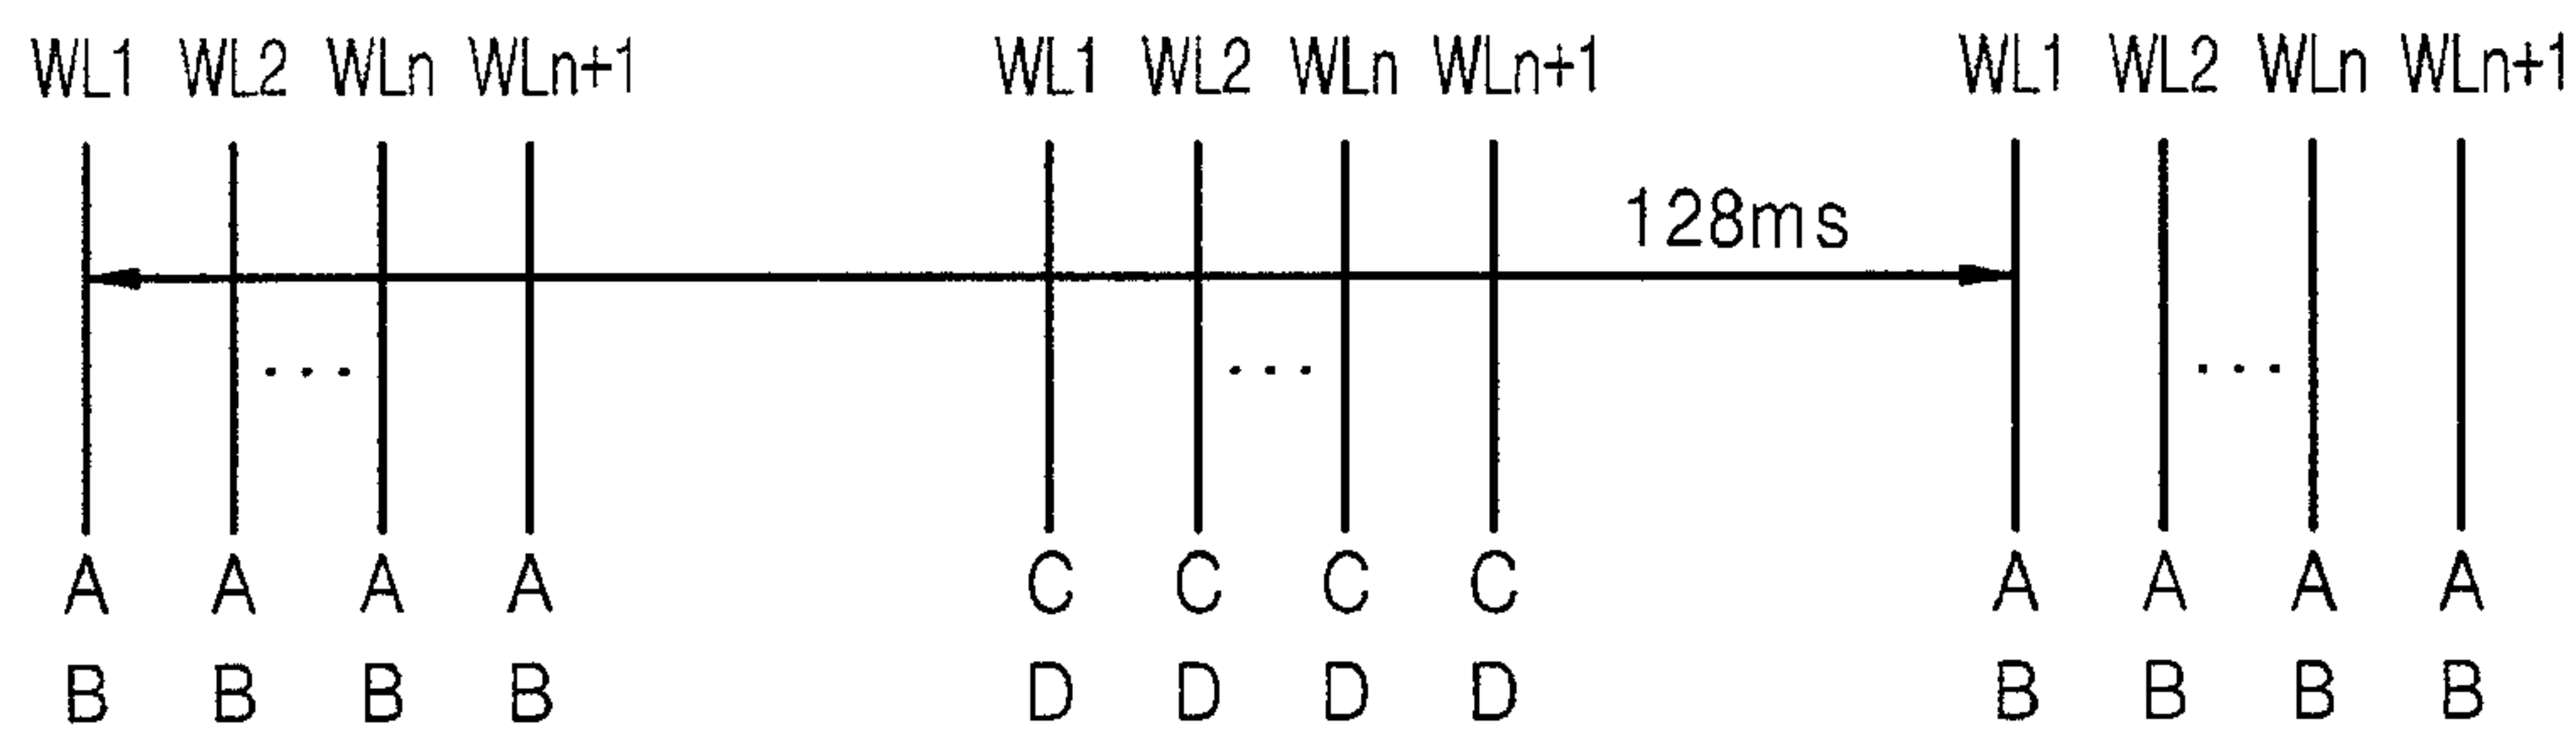 WL1 WL2 WLn WLn+1 WL1 WL2 WLn WLn+1 WL1 WL2 WLn WLn+1
128ms
... ... ...
A A A A C C C C A A A A
B B B B D D D D B B B B